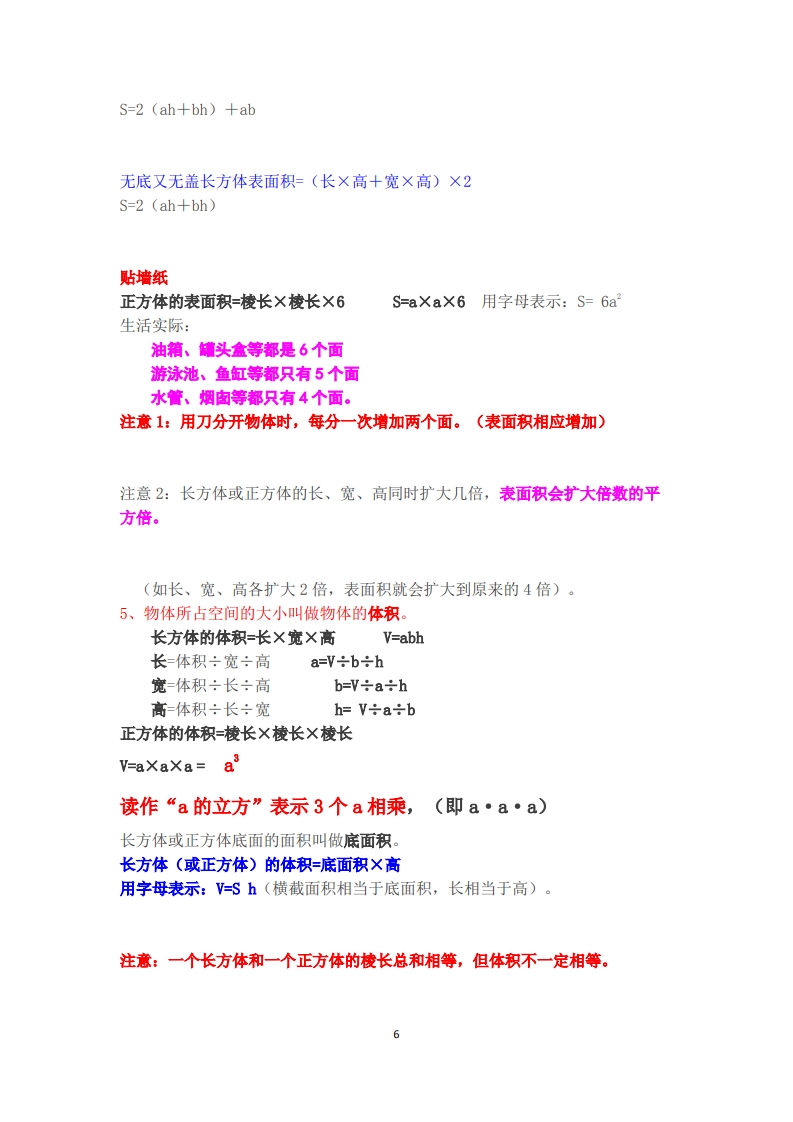 S=2（ah＋bh）＋ab
无底又无盖长方体表面积=（长×高＋宽×高）×2
S=2（ah＋bh）
贴墙纸
正方体的表面积=棱长×棱长×6 S=a×a×6 用字母表示：S= 6a²
生活实际：
油箱、罐头盒等都是 6 个面
游泳池、鱼缸等都只有 5 个面
水管、烟囱等都只有 4 个面。
注意 1：用刀分开物体时，每分一次增加两个面。（表面积相应增加）
注意 2：长方体或正方体的长、宽、高同时扩大几倍，表面积会扩大倍数的平
方倍。
（如长、宽、高各扩大 2 倍，表面积就会扩大到原来的 4 倍）。
5、物体所占空间的大小叫做物体的体积。
长方体的体积=长×宽×高 V=abh
长=体积÷宽÷高 a=V÷b÷h
宽=体积÷长÷高 b=V÷a÷h
高=体积÷长÷宽 h= V÷a÷b
正方体的体积=棱长×棱长×棱长
V=a×a×a = a³
读作“a 的立方”表示 3 个 a 相乘，（即 a·a·a）
长方体或正方体底面的面积叫做底面积。
长方体（或正方体）的体积=底面积×高
用字母表示：V=S h（横截面积相当于底面积，长相当于高）。
注意：一个长方体和一个正方体的棱长总和相等，但体积不一定相等。
6